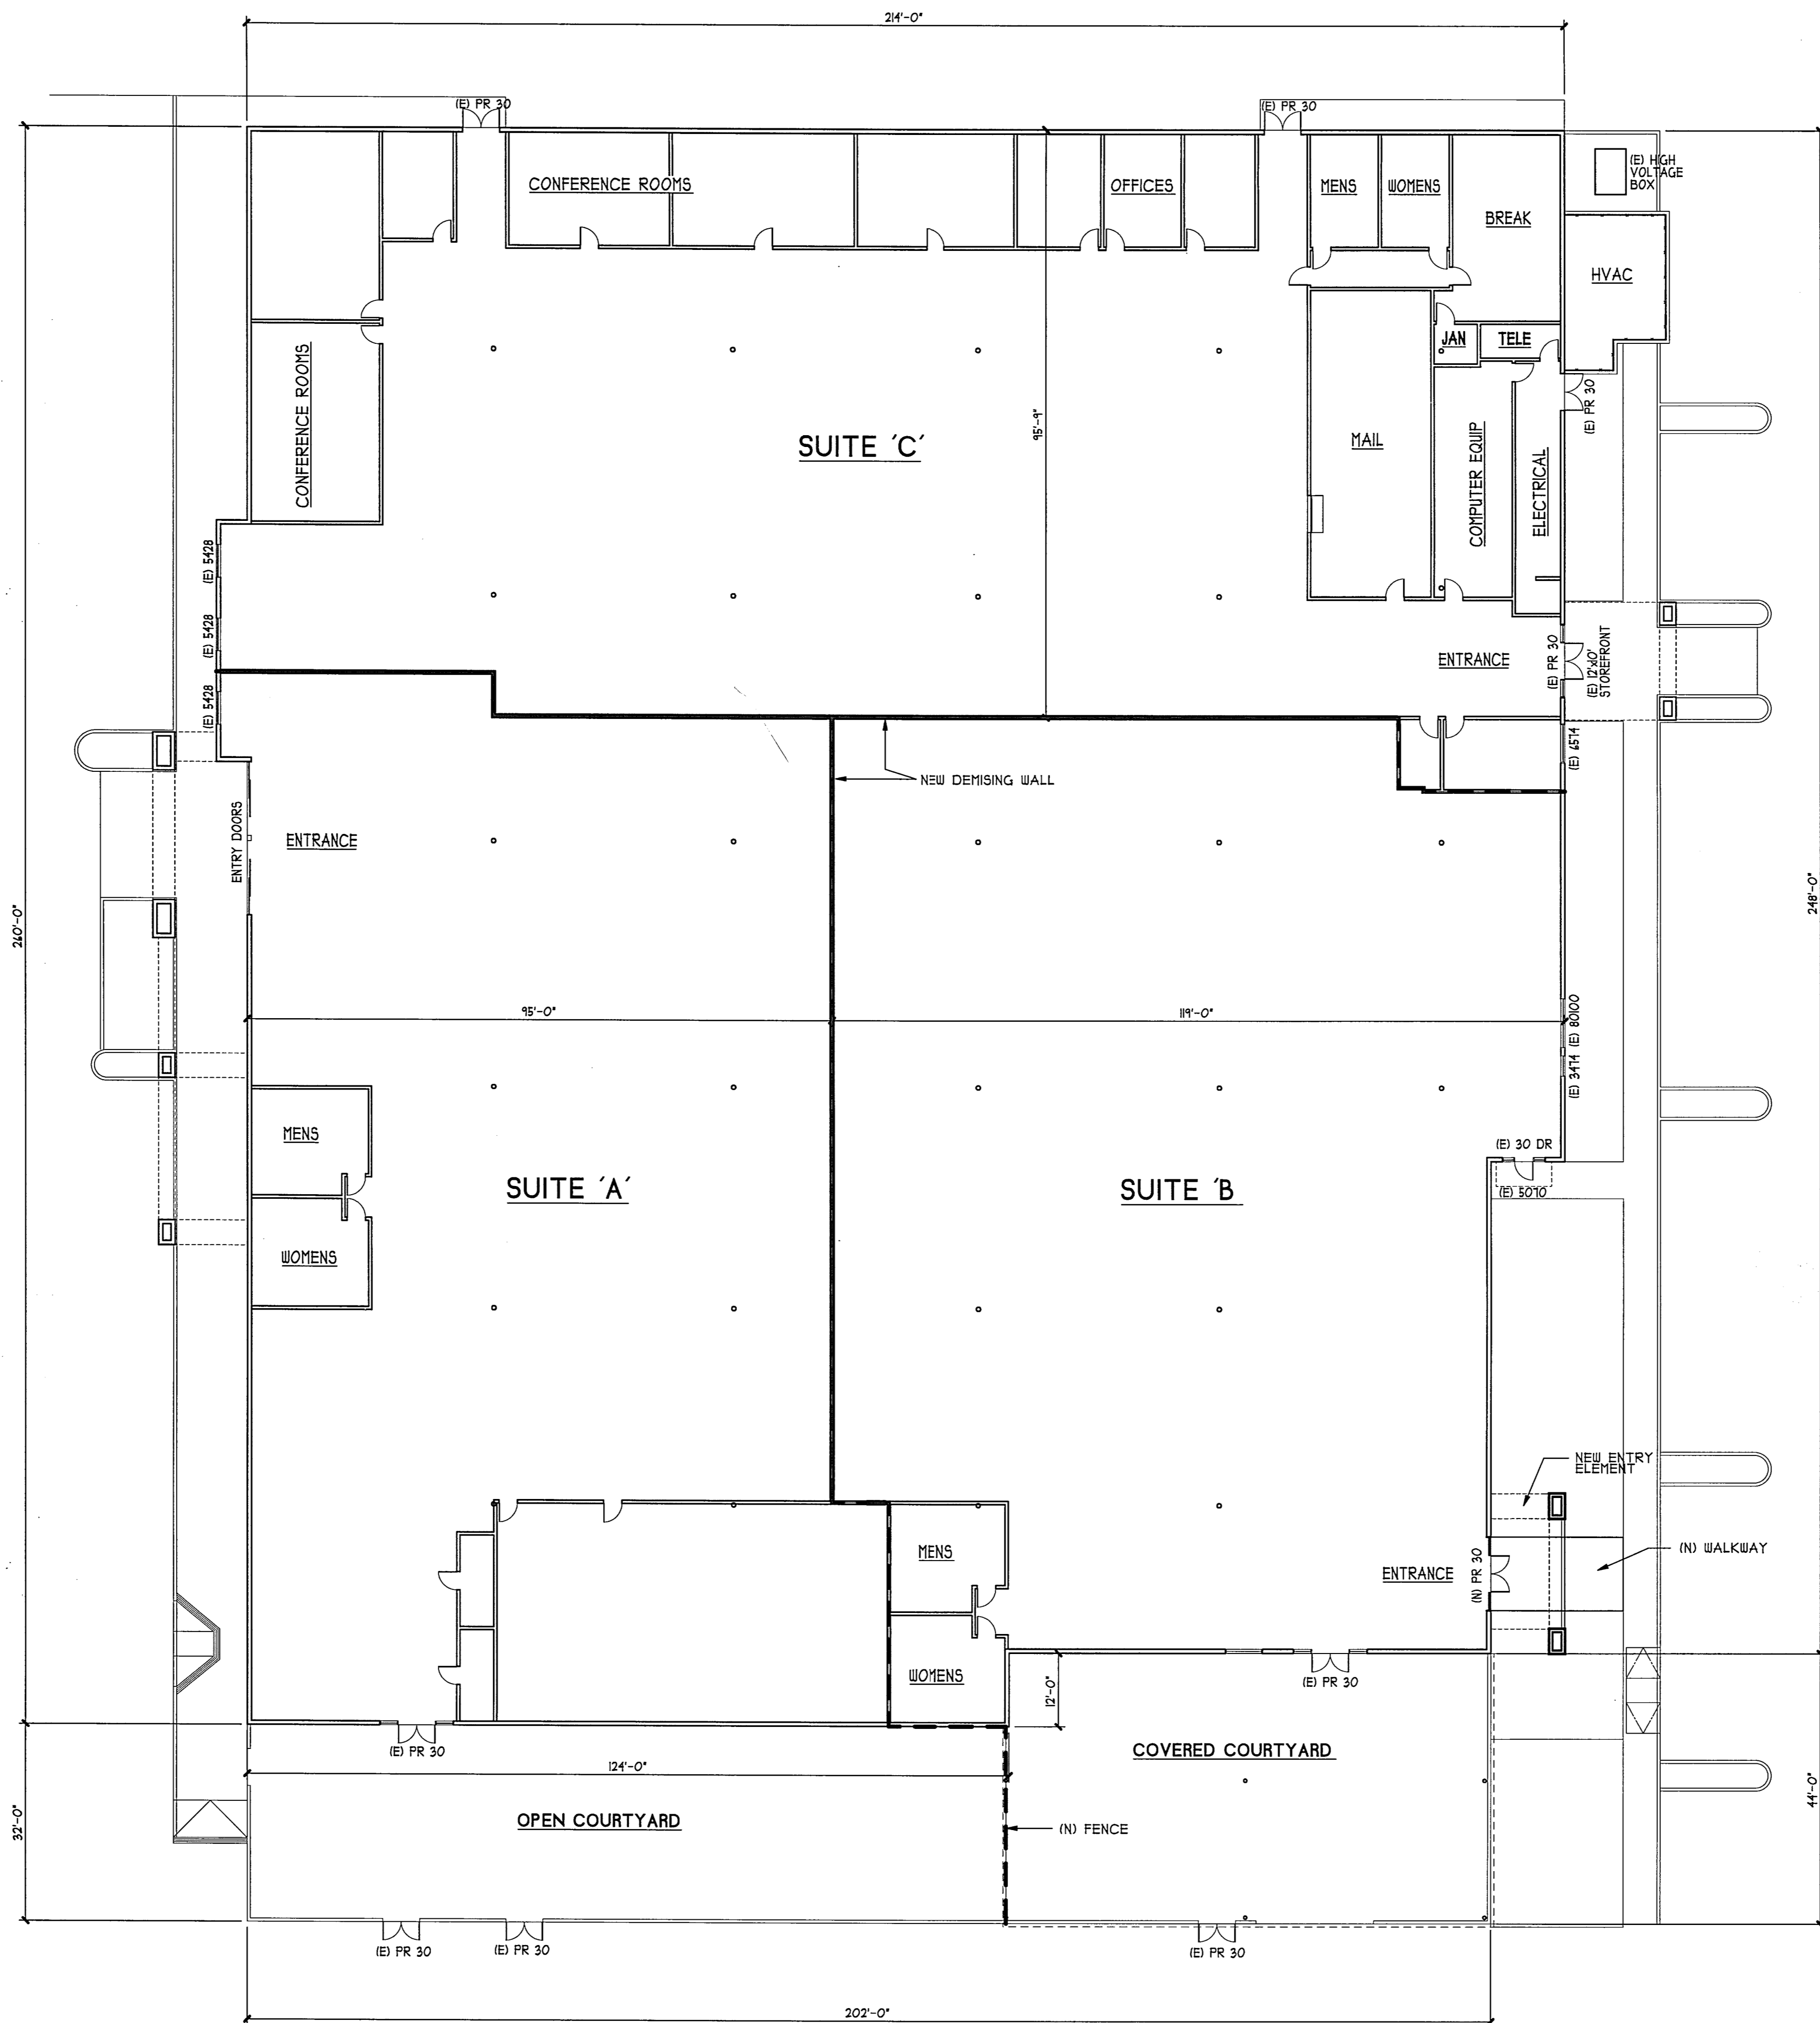 214'-0"
(E) PR 30
(E) PR 30
CONFERENCE ROOMS
OFFICES
MENS
WOMENS
BREAK
(E) HIGH
VOLTAGE
BOX
HVAC
CONFERENCE ROOMS
JAN
TELE
(E) PR 30
SUITE 'C'
95'-9"
MAIL
COMPUTER EQUIP
ELECTRICAL
(E) 5428
(E) 5428
(E) 5428
ENTRANCE
(E) PR 30
(E) 12'x10'
STOREFRONT
(E) 6574
NEW DEMISING WALL
ENTRY DOORS
ENTRANCE
260'-0"
248'-0"
95'-0"
119'-0"
(E) 3474 (E) 80100
MENS
(E) 30 DR
(E) 5070
SUITE 'A'
SUITE 'B
WOMENS
NEW ENTRY
ELEMENT
MENS
ENTRANCE
(N) PR 30
(N) WALKWAY
WOMENS
12'-0"
(E) PR 30
(E) PR 30
COVERED COURTYARD
124'-0"
OPEN COURTYARD
(N) FENCE
32'-0"
44'-0"
(E) PR 30
(E) PR 30
(E) PR 30
202'-0"